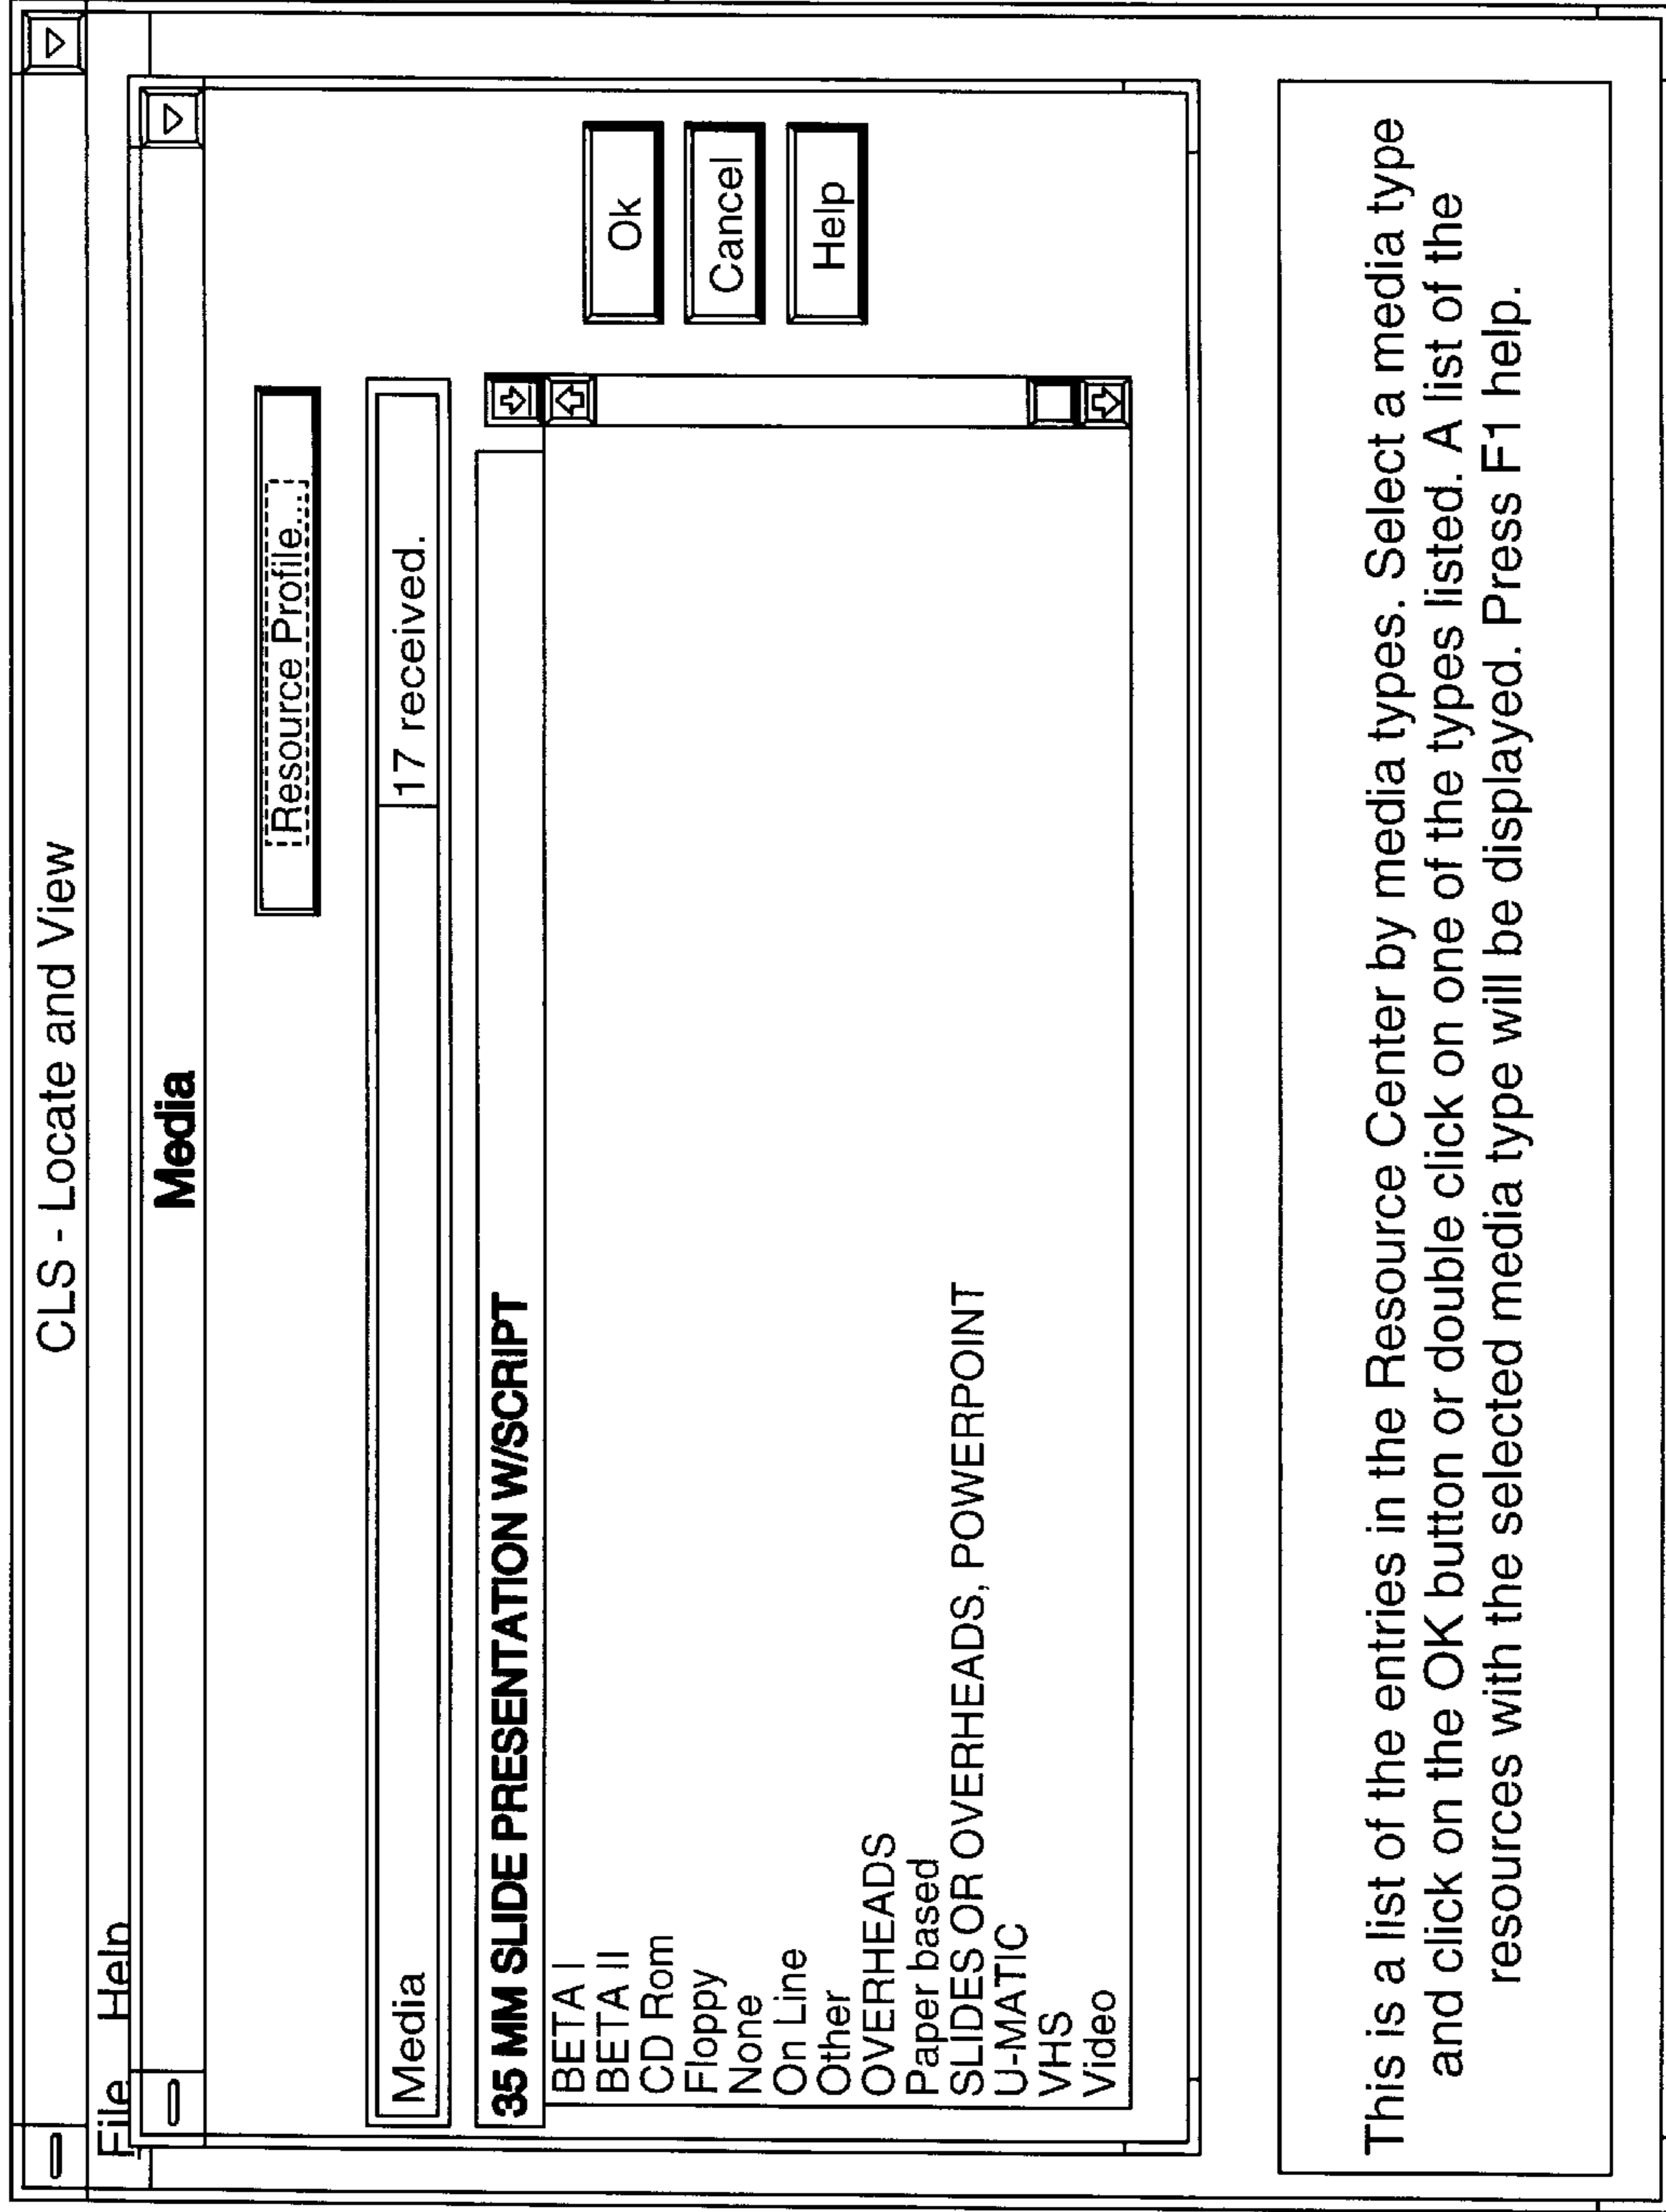 CLS - Locate and View
File Help
Media
Resource Profile...
Media 17 received.
35 MM SLIDE PRESENTATION W/SCRIPT
BETA I
BETA II
CD Rom
Floppy
None
On Line
Other
OVERHEADS
Paper based
SLIDES OR OVERHEADS, POWERPOINT
U-MATIC
VHS
Video
Ok
Cancel
Help
This is a list of the entries in the Resource Center by media types. Select a media type
and click on the OK button or double click on one of the types listed. A list of the
resources with the selected media type will be displayed. Press F1 help.